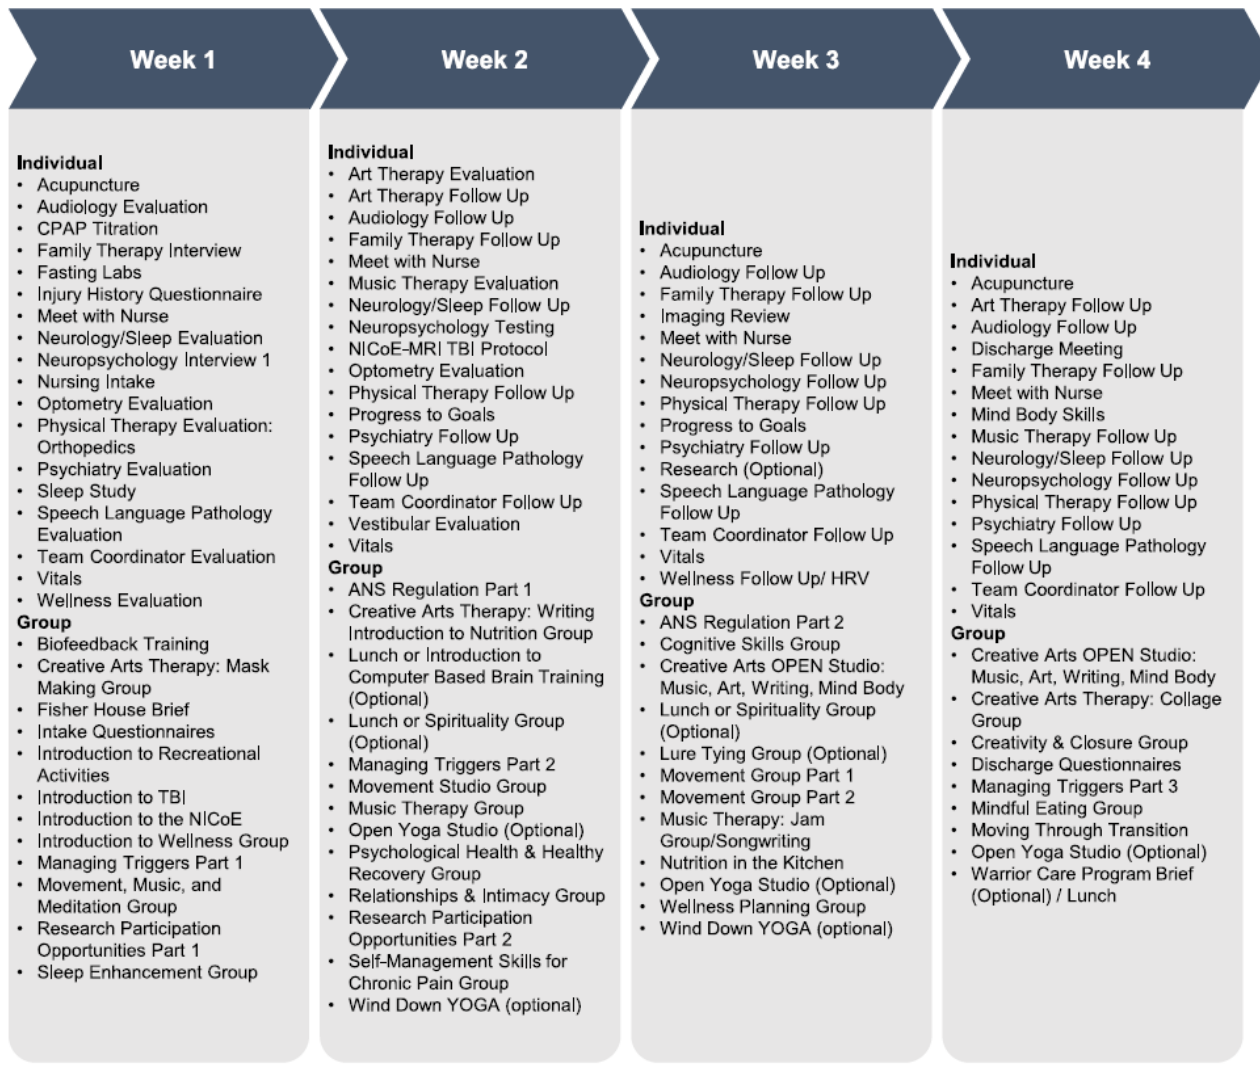 Week 1
Individual
• Acupuncture
• Audiology Evaluation
• CPAP Titration
• Family Therapy Interview
• Fasting Labs
• Injury History Questionnaire
• Meet with Nurse
• Neurology/Sleep Evaluation
• Neuropsychology Interview 1
• Nursing Intake
• Optometry Evaluation
• Physical Therapy Evaluation:
Orthopedics
• Psychiatry Evaluation
• Sleep Study
• Speech Language Pathology
Evaluation
• Team Coordinator Evaluation
• Vitals
• Wellness Evaluation
Group
• Biofeedback Training
• Creative Arts Therapy: Mask
Making Group
• Fisher House Brief
• Intake Questionnaires
• Introduction to Recreational
Activities
• Introduction to TBI
• Introduction to the NICoE
• Introduction to Wellness Group
• Managing Triggers Part 1
• Movement, Music, and
Meditation Group
• Research Participation
Opportunities Part 1
• Sleep Enhancement Group
Week 2
Individual
• Art Therapy Evaluation
• Art Therapy Follow Up
• Audiology Follow Up
• Family Therapy Follow Up
• Meet with Nurse
• Music Therapy Evaluation
• Neurology/Sleep Follow Up
• Neuropsychology Testing
• NICoE-MRI TBI Protocol
• Optometry Evaluation
• Physical Therapy Follow Up
• Progress to Goals
• Psychiatry Follow Up
• Speech Language Pathology
Follow Up
• Team Coordinator Follow Up
• Vestibular Evaluation
• Vitals
Group
• ANS Regulation Part 1
• Creative Arts Therapy: Writing
Introduction to Nutrition Group
• Lunch or Introduction to
Computer Based Brain Training
(Optional)
• Lunch or Spirituality Group
(Optional)
• Managing Triggers Part 2
• Movement Studio Group
• Music Therapy Group
• Open Yoga Studio (Optional)
• Psychological Health & Healthy
Recovery Group
• Relationships & Intimacy Group
• Research Participation
Opportunities Part 2
• Self-Management Skills for
Chronic Pain Group
• Wind Down YOGA (optional)
Week 3
Individual
• Acupuncture
• Audiology Follow Up
• Family Therapy Follow Up
• Imaging Review
• Meet with Nurse
• Neurology/Sleep Follow Up
• Neuropsychology Follow Up
• Physical Therapy Follow Up
• Progress to Goals
• Psychiatry Follow Up
• Research (Optional)
• Speech Language Pathology
Follow Up
• Team Coordinator Follow Up
• Vitals
• Wellness Follow Up/ HRV
Group
• ANS Regulation Part 2
• Cognitive Skills Group
• Creative Arts OPEN Studio:
Music, Art, Writing, Mind Body
• Lunch or Spirituality Group
(Optional)
• Lure Tying Group (Optional)
• Movement Group Part 1
• Movement Group Part 2
• Music Therapy: Jam
Group/Songwriting
• Nutrition in the Kitchen
• Open Yoga Studio (Optional)
• Wellness Planning Group
• Wind Down YOGA (optional)
Week 4
Individual
• Acupuncture
• Art Therapy Follow Up
• Audiology Follow Up
• Discharge Meeting
• Family Therapy Follow Up
• Meet with Nurse
• Mind Body Skills
• Music Therapy Follow Up
• Neurology/Sleep Follow Up
• Neuropsychology Follow Up
• Physical Therapy Follow Up
• Psychiatry Follow Up
• Speech Language Pathology
Follow Up
• Team Coordinator Follow Up
• Vitals
Group
• Creative Arts OPEN Studio:
Music, Art, Writing, Mind Body
• Creative Arts Therapy: Collage
Group
• Creativity & Closure Group
• Discharge Questionnaires
• Managing Triggers Part 3
• Mindful Eating Group
• Moving Through Transition
• Open Yoga Studio (Optional)
• Warrior Care Program Brief
(Optional) / Lunch